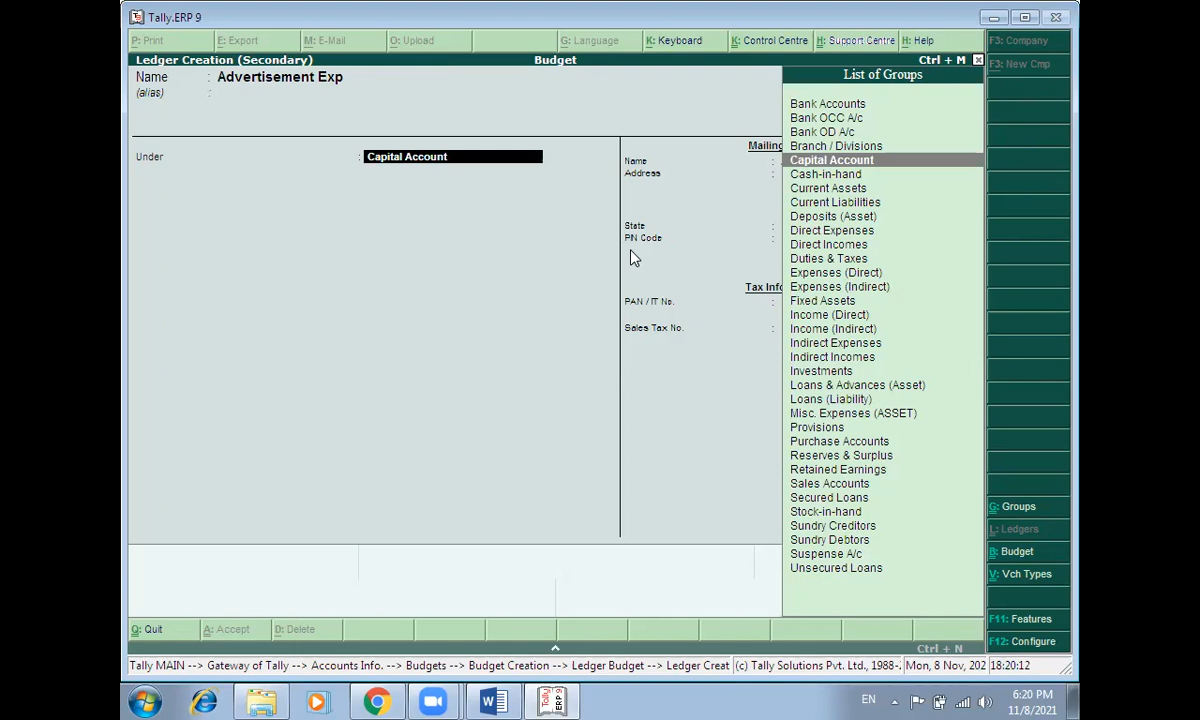 Tally.ERP 9
P: Print E: Export M: E-Mail O: Upload G: Language K: Keyboard K: Control Centre H: Support Centre H: Help F3: Company
Ledger Creation (Secondary) Budget Ctrl + M F3: New Cmp
Name : Advertisement Exp
(alias) :
Under : Capital Account
Mailing
Name :
Address :
State :
PIN Code :
Tax Info
PAN / IT No. :
Sales Tax No. :
List of Groups
Bank Accounts
Bank OCC A/c
Bank OD A/c
Branch / Divisions
Capital Account
Cash-in-hand
Current Assets
Current Liabilities
Deposits (Asset)
Direct Expenses
Direct Incomes
Duties & Taxes
Expenses (Direct)
Expenses (Indirect)
Fixed Assets
Income (Direct)
Income (Indirect)
Indirect Expenses
Indirect Incomes
Investments
Loans & Advances (Asset)
Loans (Liability)
Misc. Expenses (ASSET)
Provisions
Purchase Accounts
Reserves & Surplus
Retained Earnings
Sales Accounts
Secured Loans
Stock-in-hand
Sundry Creditors
Sundry Debtors
Suspense A/c
Unsecured Loans
G: Groups
L: Ledgers
B: Budget
V: Vch Types
F11: Features
F12: Configure
Q: Quit A: Accept D: Delete
Ctrl + N
Tally MAIN --> Gateway of Tally --> Accounts Info. --> Budgets --> Budget Creation --> Ledger Budget --> Ledger Creat (c) Tally Solutions Pvt. Ltd., 1988- Mon, 8 Nov, 202 18:20:12
EN 6:20 PM
11/8/2021